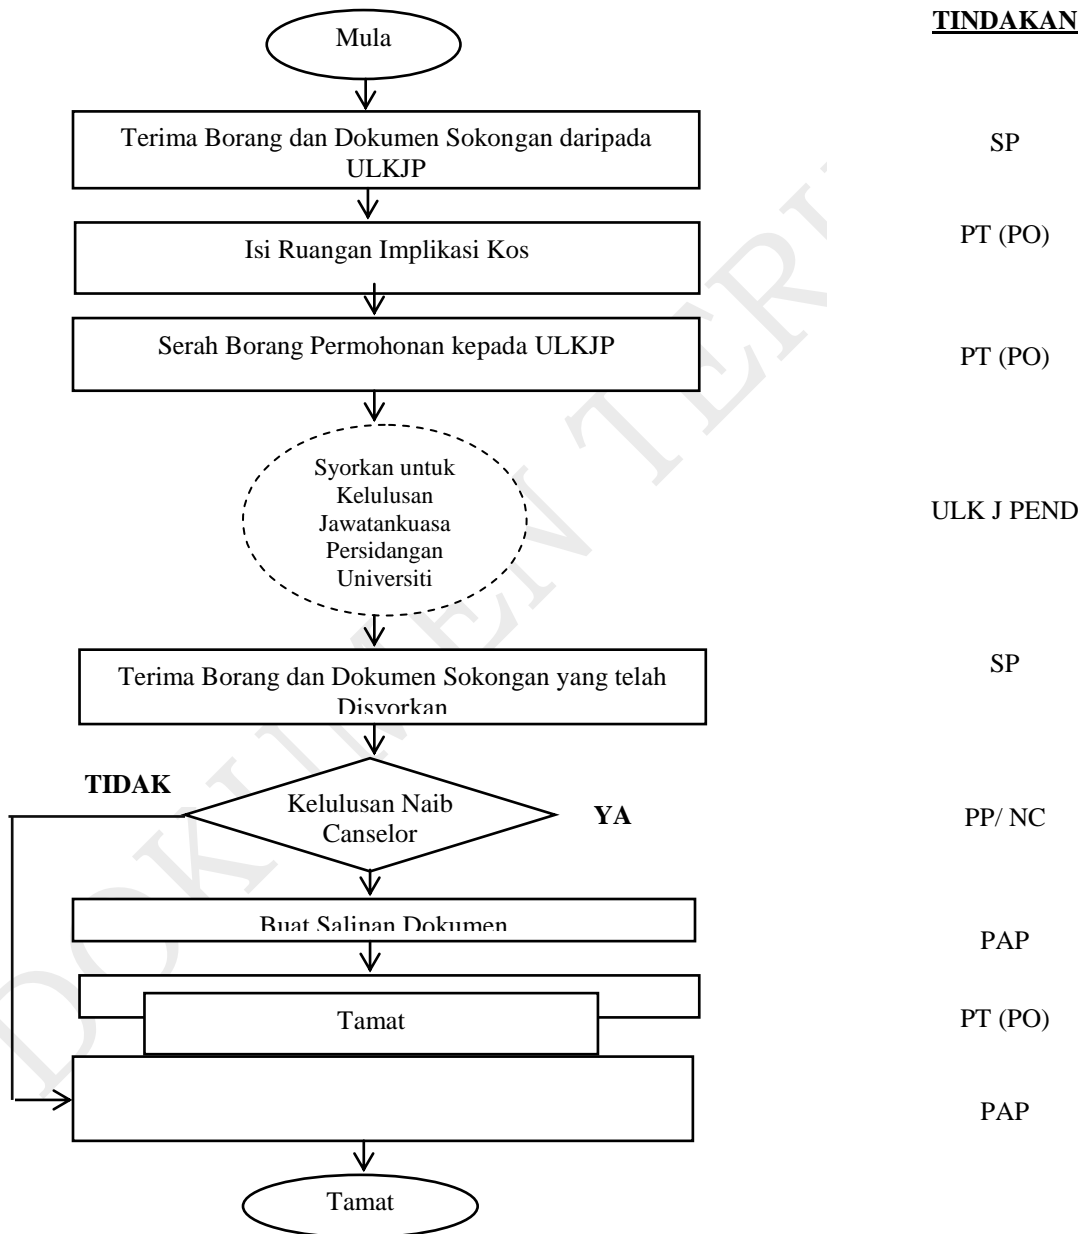 TINDAKAN
Mula
Terima Borang dan Dokumen Sokongan daripada
ULKJP
SP
Isi Ruangan Implikasi Kos
PT (PO)
Serah Borang Permohonan kepada ULKJP
PT (PO)
Syorkan untuk
Kelulusan
Jawatankuasa
Persidangan
Universiti
ULK J PEND
Terima Borang dan Dokumen Sokongan yang telah
Disyorkan
SP
TIDAK
Kelulusan Naib
Canselor
YA
PP/ NC
Buat Salinan Dokumen
PAP
Tamat
PT (PO)
PAP
Tamat
DOKUMEN